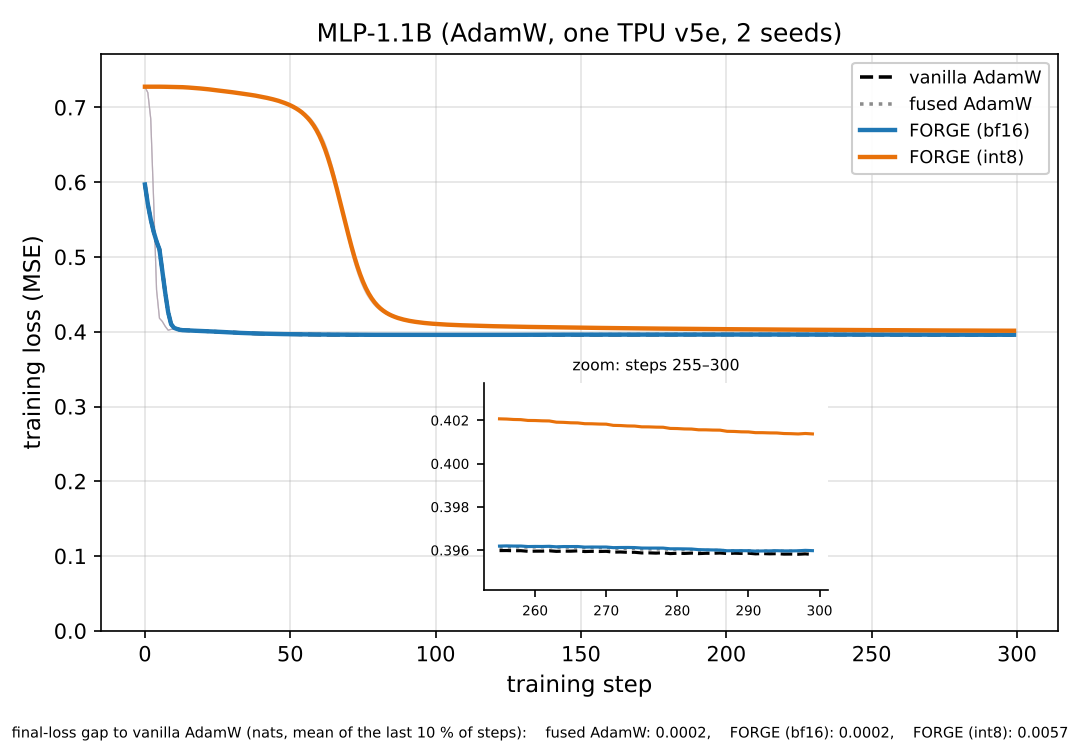 MLP-1.1B (AdamW, one TPU v5e, 2 seeds)
vanilla AdamW
fused AdamW
FORGE (bf16)
FORGE (int8)
training loss (MSE)
0.7
0.6
0.5
0.4
0.3
0.2
0.1
0.0
zoom: steps 255–300
0.402
0.400
0.398
0.396
260 270 280 290 300
0 50 100 150 200 250 300
training step
final-loss gap to vanilla AdamW (nats, mean of the last 10 % of steps): fused AdamW: 0.0002, FORGE (bf16): 0.0002, FORGE (int8): 0.0057